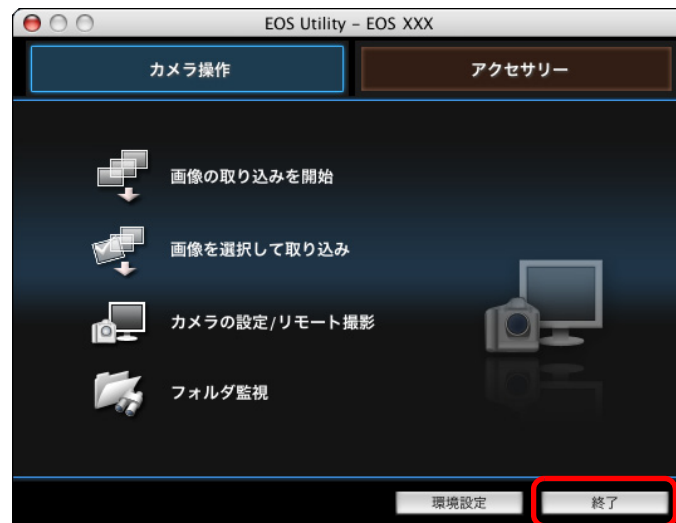 EOS Utility – EOS XXX
カメラ操作
アクセサリー
画像の取り込みを開始
画像を選択して取り込み
カメラの設定/リモート撮影
フォルダ監視
環境設定
終了